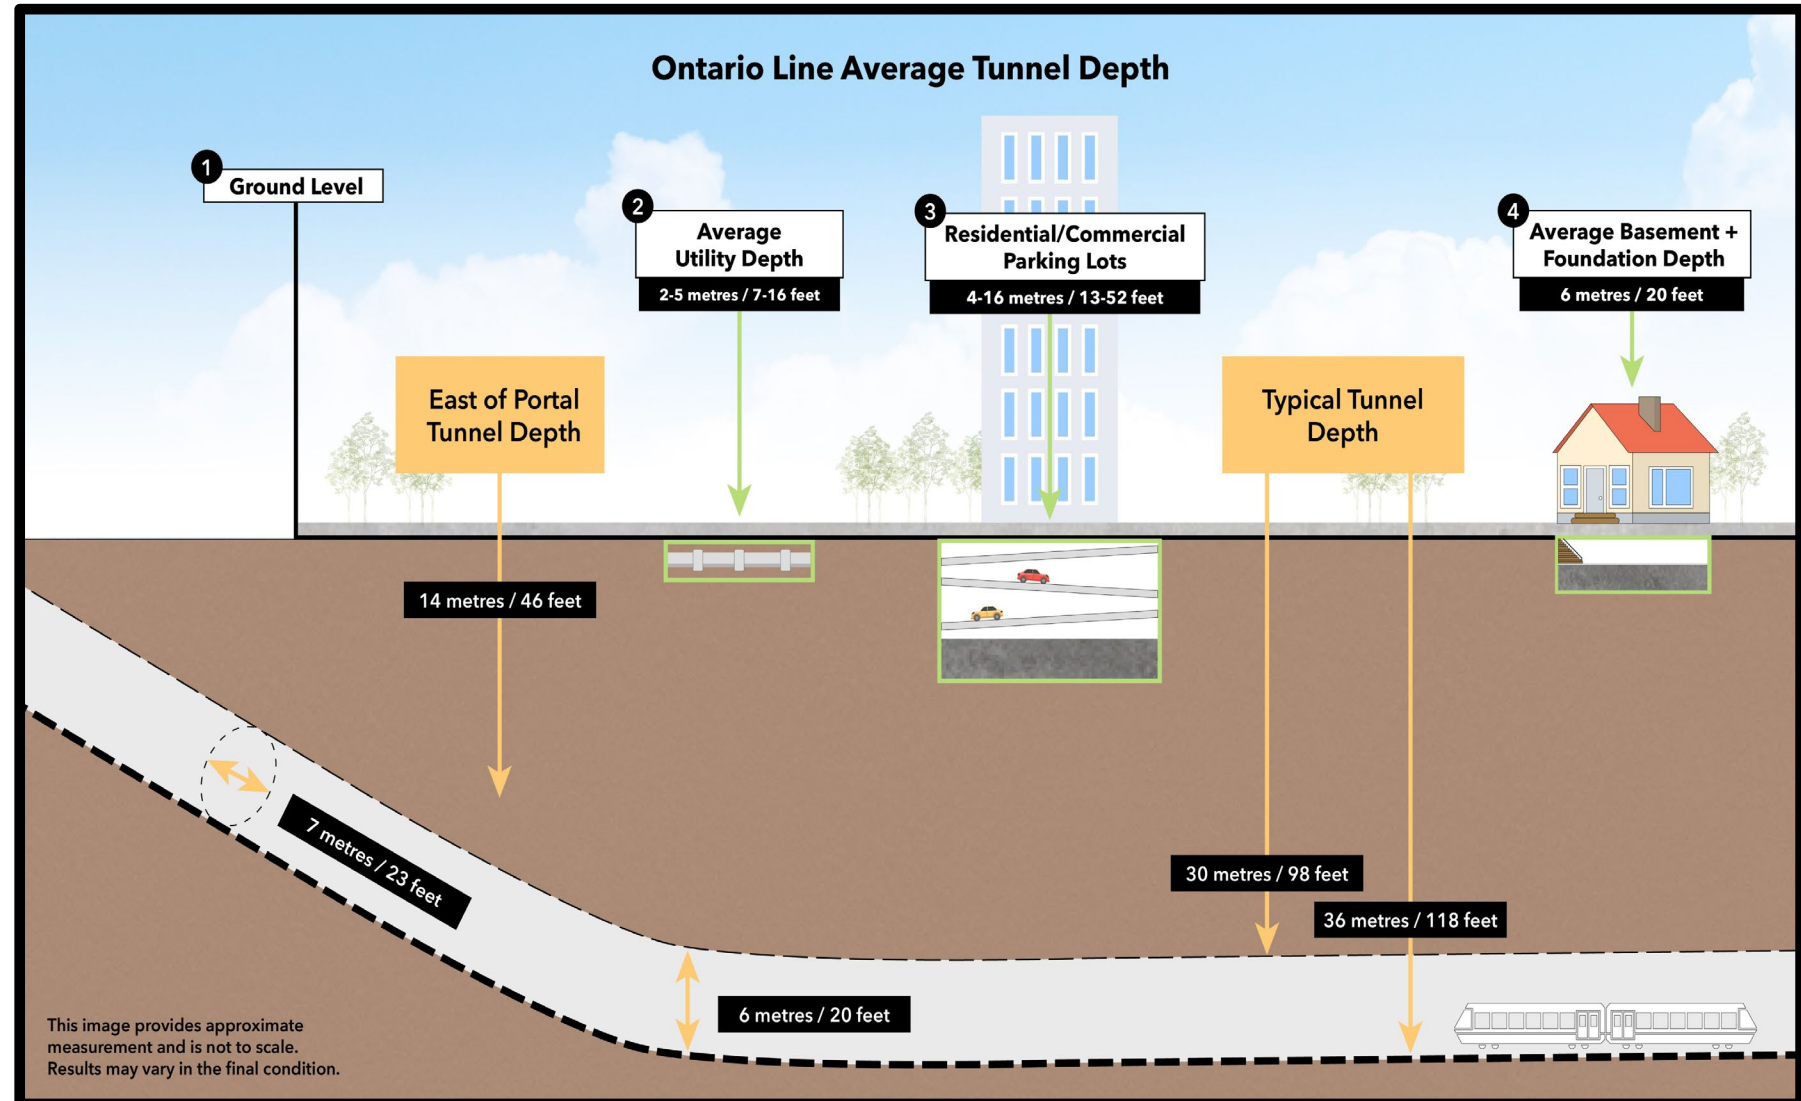 Ontario Line Average Tunnel Depth
1
Ground Level
2
Average
Utility Depth
2-5 metres / 7-16 feet
3
Residential/Commercial
Parking Lots
4-16 metres / 13-52 feet
4
Average Basement +
Foundation Depth
6 metres / 20 feet
East of Portal
Tunnel Depth
14 metres / 46 feet
Typical Tunnel
Depth
30 metres / 98 feet
36 metres / 118 feet
7 metres / 23 feet
6 metres / 20 feet
This image provides approximate
measurement and is not to scale.
Results may vary in the final condition.